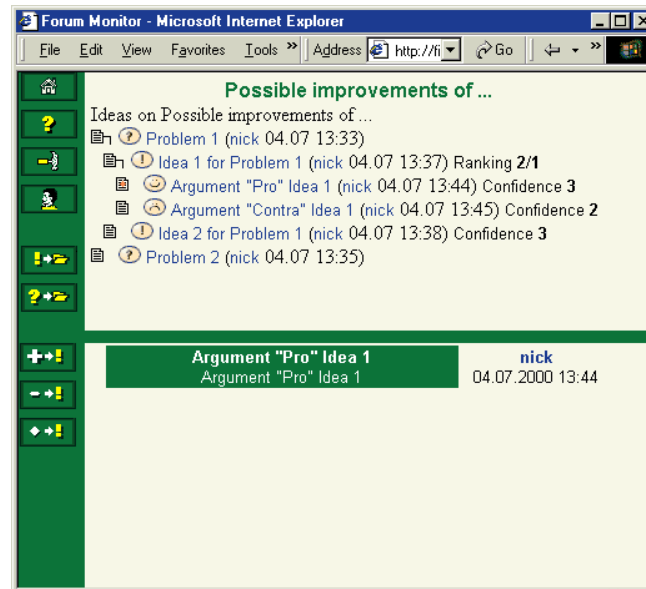 Forum Monitor - Microsoft Internet Explorer
File Edit View Favorites Tools » Address http://fi Go »
Possible improvements of ...
Ideas on Possible improvements of ...
Problem 1 (nick 04.07 13:33)
Idea 1 for Problem 1 (nick 04.07 13:37) Ranking 2/1
Argument "Pro" Idea 1 (nick 04.07 13:44) Confidence 3
Argument "Contra" Idea 1 (nick 04.07 13:45) Confidence 2
Idea 2 for Problem 1 (nick 04.07 13:38) Confidence 3
Problem 2 (nick 04.07 13:35)
Argument "Pro" Idea 1 nick
Argument "Pro" Idea 1 04.07.2000 13:44